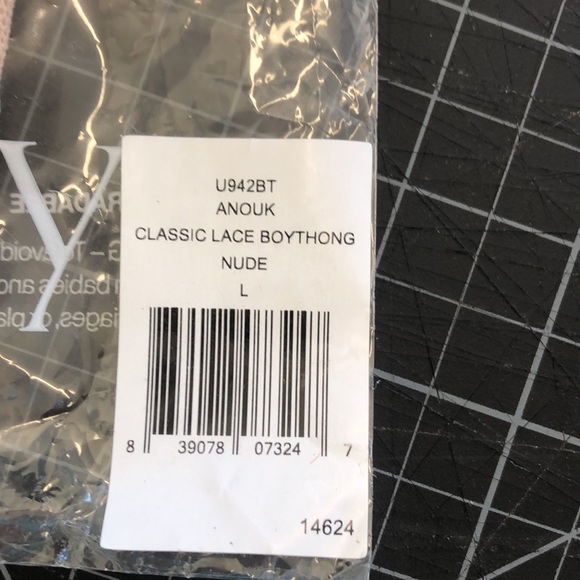 U942BT
ANOUK
CLASSIC LACE BOYTHONG
NUDE
L
8 39078 07324 7
14624
y